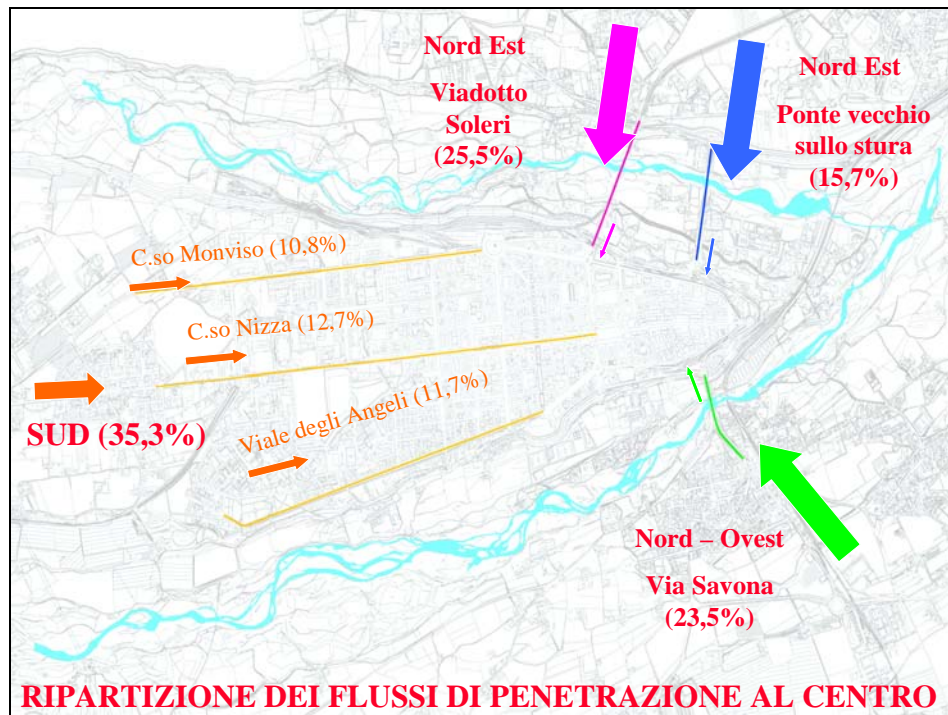 Nord Est
Viadotto
Soleri
(25,5%)
Nord Est
Ponte vecchio
sullo stura
(15,7%)
C.so Monviso (10,8%)
C.so Nizza (12,7%)
Viale degli Angeli (11,7%)
SUD (35,3%)
Nord – Ovest
Via Savona
(23,5%)
RIPARTIZIONE DEI FLUSSI DI PENETRAZIONE AL CENTRO